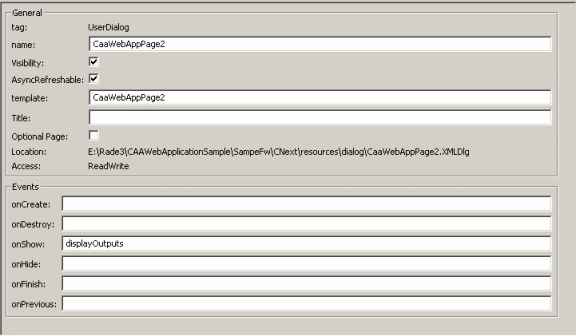 General
tag: UserDialog
name: CaaWebAppPage2
Visibility:
AsyncRefreshable:
template: CaaWebAppPage2
Title:
Optional Page:
Location: E:\Rade3\CAAWebApplicationSample\SampeFw\CNext\resources\dialog\CaaWebAppPage2.XMLDlg
Access: ReadWrite
Events
onCreate:
onDestroy:
onShow: displayOutputs
onHide:
onFinish:
onPrevious: